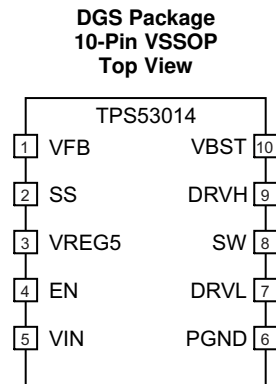 DGS Package
10-Pin VSSOP
Top View
TPS53014
1 VFB VBST 10
2 SS DRVH 9
3 VREG5 SW 8
4 EN DRVL 7
5 VIN PGND 6